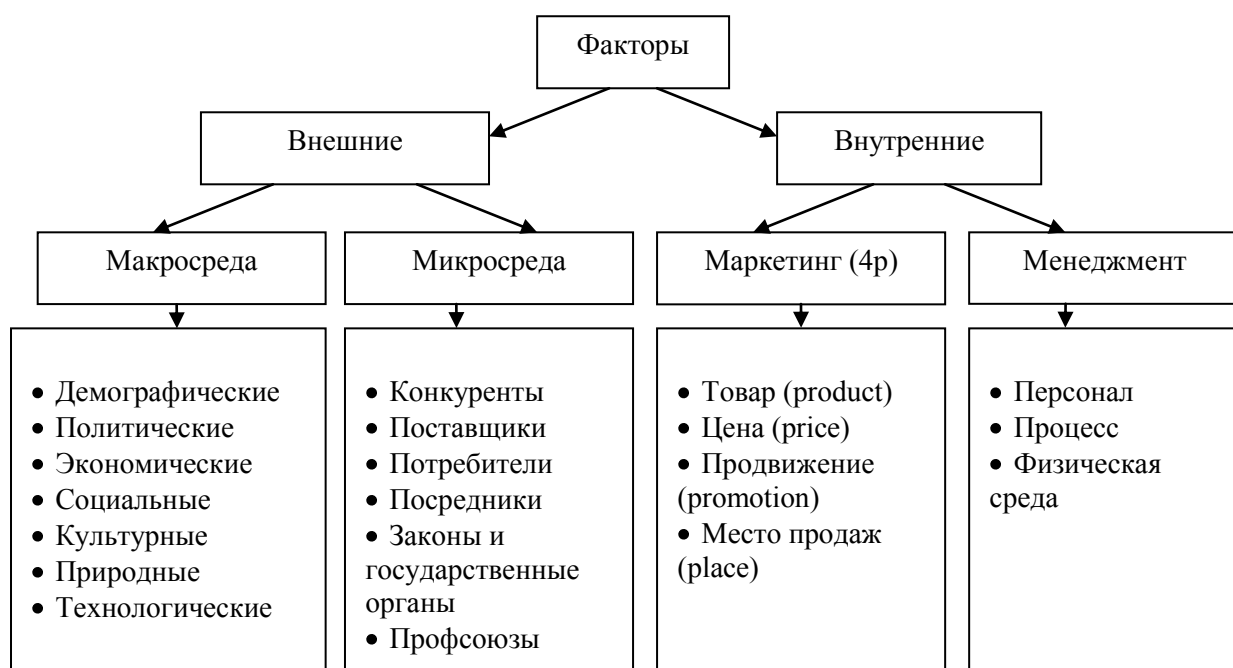 Факторы
Внешние
Внутренние
Макросреда
Микросреда
Маркетинг (4р)
Менеджмент
• Демографические
• Политические
• Экономические
• Социальные
• Культурные
• Природные
• Технологические
• Конкуренты
• Поставщики
• Потребители
• Посредники
• Законы и
государственные
органы
• Профсоюзы
• Товар (product)
• Цена (price)
• Продвижение
(promotion)
• Место продаж
(place)
• Персонал
• Процесс
• Физическая
среда